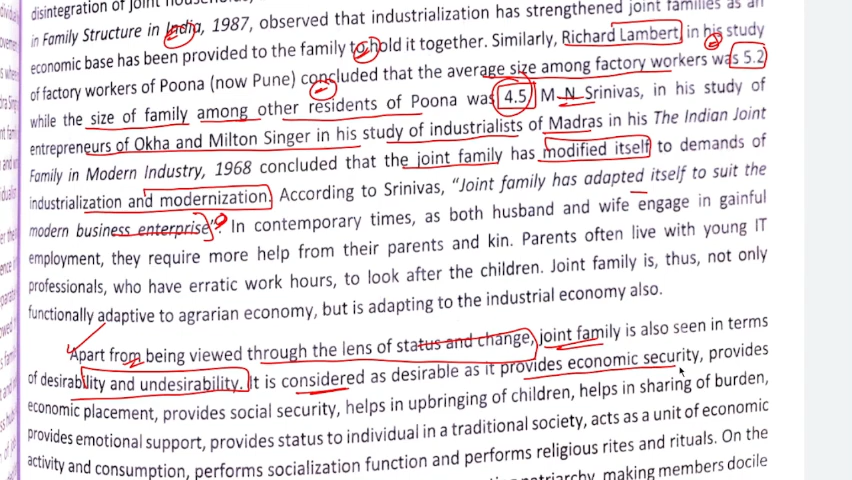 disintegration of joint
in Family Structure in India, 1987, observed that industrialization has strengthened joint families as an
economic base has been provided to the family to hold it together. Similarly, Richard Lambert, in his study
of factory workers of Poona (now Pune) concluded that the average size among factory workers was 5.2
while the size of family among other residents of Poona was 4.5 M N Srinivas, in his study of
entrepreneurs of Okha and Milton Singer in his study of industrialists of Madras in his The Indian Joint
Family in Modern Industry, 1968 concluded that the joint family has modified itself to demands of
industrialization and modernization. According to Srinivas, "Joint family has adapted itself to suit the
modern business enterprise". In contemporary times, as both husband and wife engage in gainful
employment, they require more help from their parents and kin. Parents often live with young IT
professionals, who have erratic work hours, to look after the children. Joint family is, thus, not only
functionally adaptive to agrarian economy, but is adapting to the industrial economy also.
Apart from being viewed through the lens of status and change, joint family is also seen in terms
of desirability and undesirability. It is considered as desirable as it provides economic security, provides
economic placement, provides social security, helps in upbringing of children, helps in sharing of burden,
provides emotional support, provides status to individual in a traditional society, acts as a unit of economic
activity and consumption, performs socialization function and performs religious rites and rituals. On the
patriarchy, making members docile